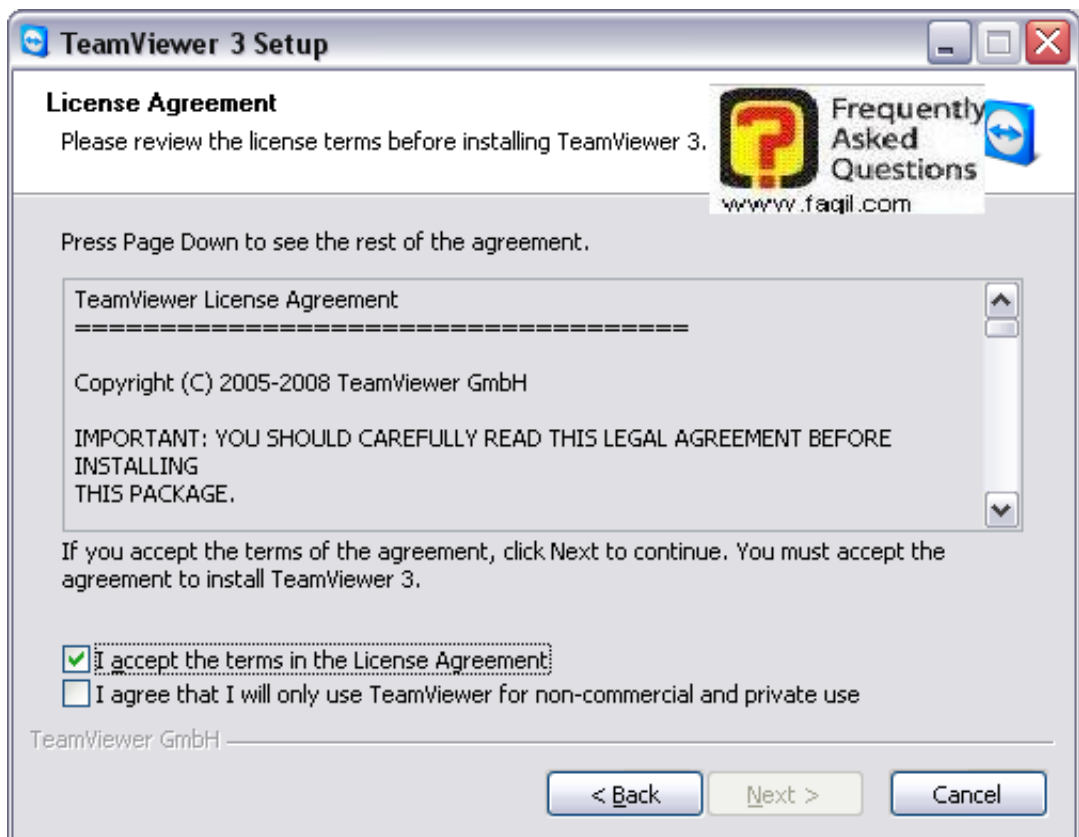 TeamViewer 3 Setup
License Agreement
Please review the license terms before installing TeamViewer 3.
Frequently
Asked
Questions
wwww.faqil.com
Press Page Down to see the rest of the agreement.
TeamViewer License Agreement
====================================
Copyright (C) 2005-2008 TeamViewer GmbH
IMPORTANT: YOU SHOULD CAREFULLY READ THIS LEGAL AGREEMENT BEFORE
INSTALLING
THIS PACKAGE.
If you accept the terms of the agreement, click Next to continue. You must accept the
agreement to install TeamViewer 3.
I accept the terms in the License Agreement
I agree that I will only use TeamViewer for non-commercial and private use
TeamViewer GmbH
< Back
Next >
Cancel